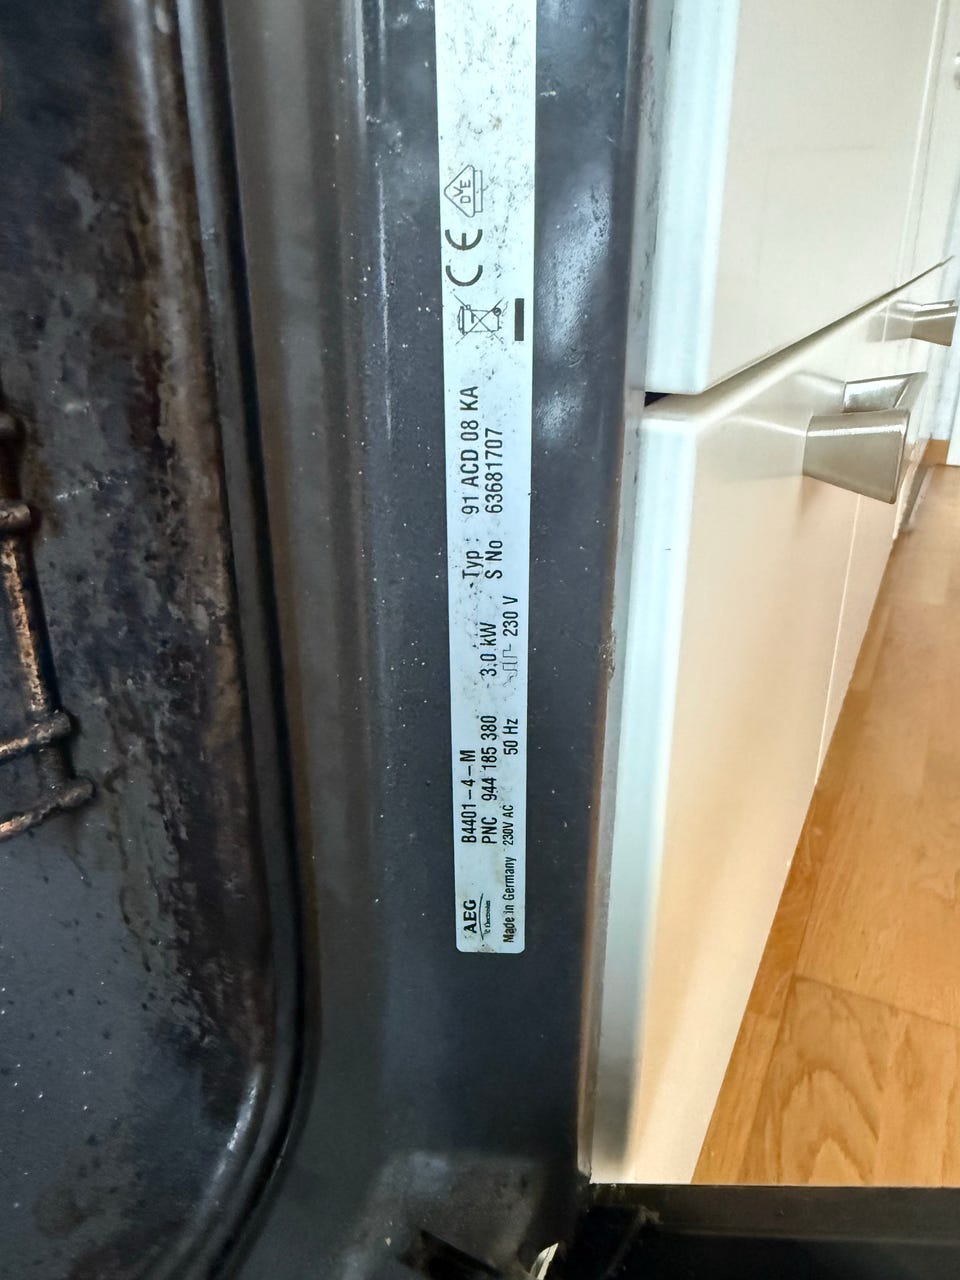 AEG
Electrolux
Made in Germany
B4401-4-M
PNC 944 185 380
230V AC 50 Hz
3.0 kW
230 V
Typ : 91 ACD 08 KA
S No 63681707
CE
VDE